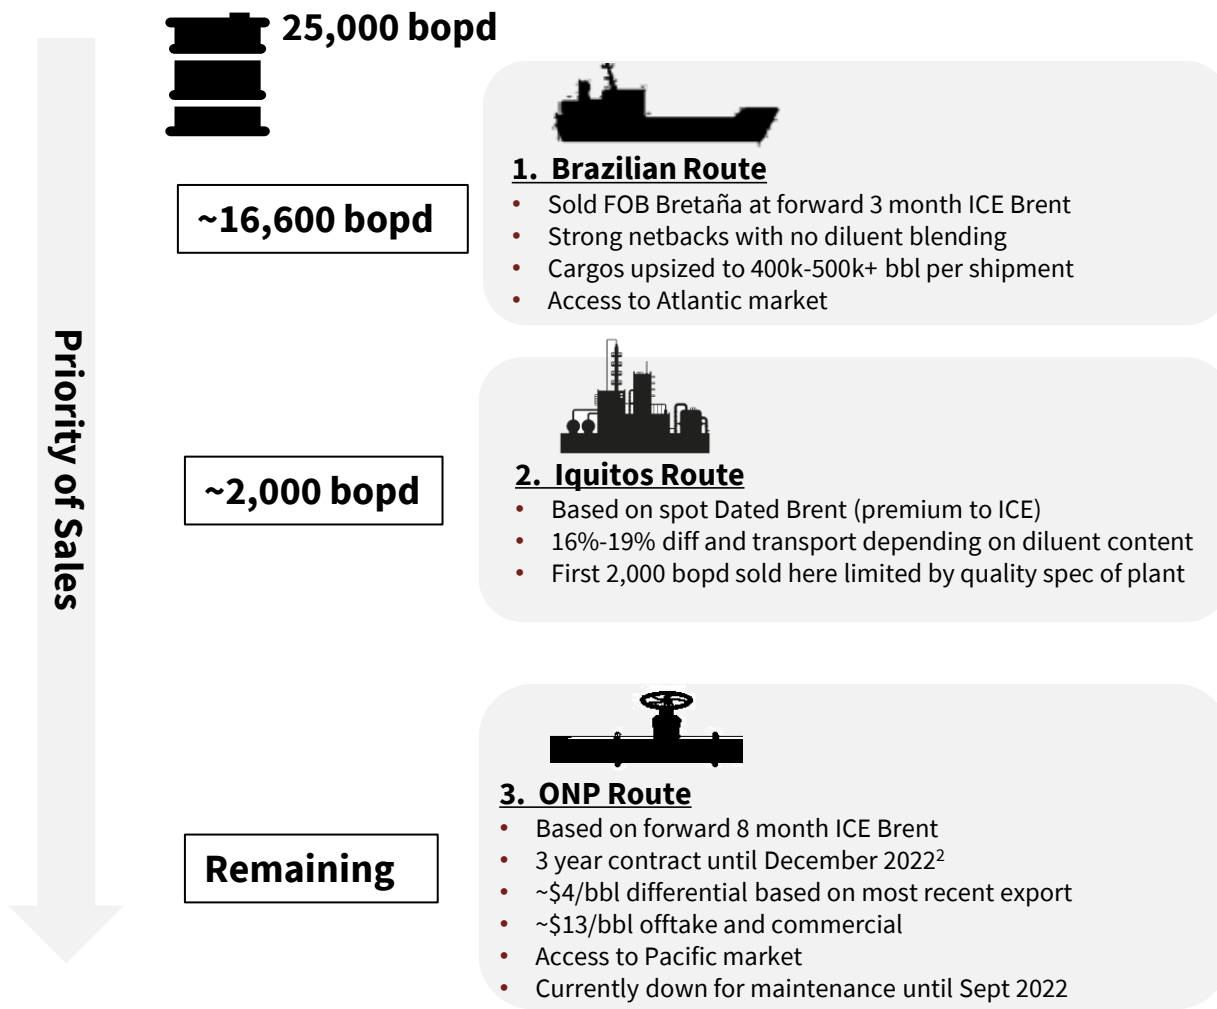 25,000 bopd
Priority of Sales
~16,600 bopd
1. Brazilian Route
• Sold FOB Bretaña at forward 3 month ICE Brent
• Strong netbacks with no diluent blending
• Cargos upsized to 400k-500k+ bbl per shipment
• Access to Atlantic market
~2,000 bopd
2. Iquitos Route
• Based on spot Dated Brent (premium to ICE)
• 16%-19% diff and transport depending on diluent content
• First 2,000 bopd sold here limited by quality spec of plant
Remaining
3. ONP Route
• Based on forward 8 month ICE Brent
• 3 year contract until December 2022²
• ~$4/bbl differential based on most recent export
• ~$13/bbl offtake and commercial
• Access to Pacific market
• Currently down for maintenance until Sept 2022